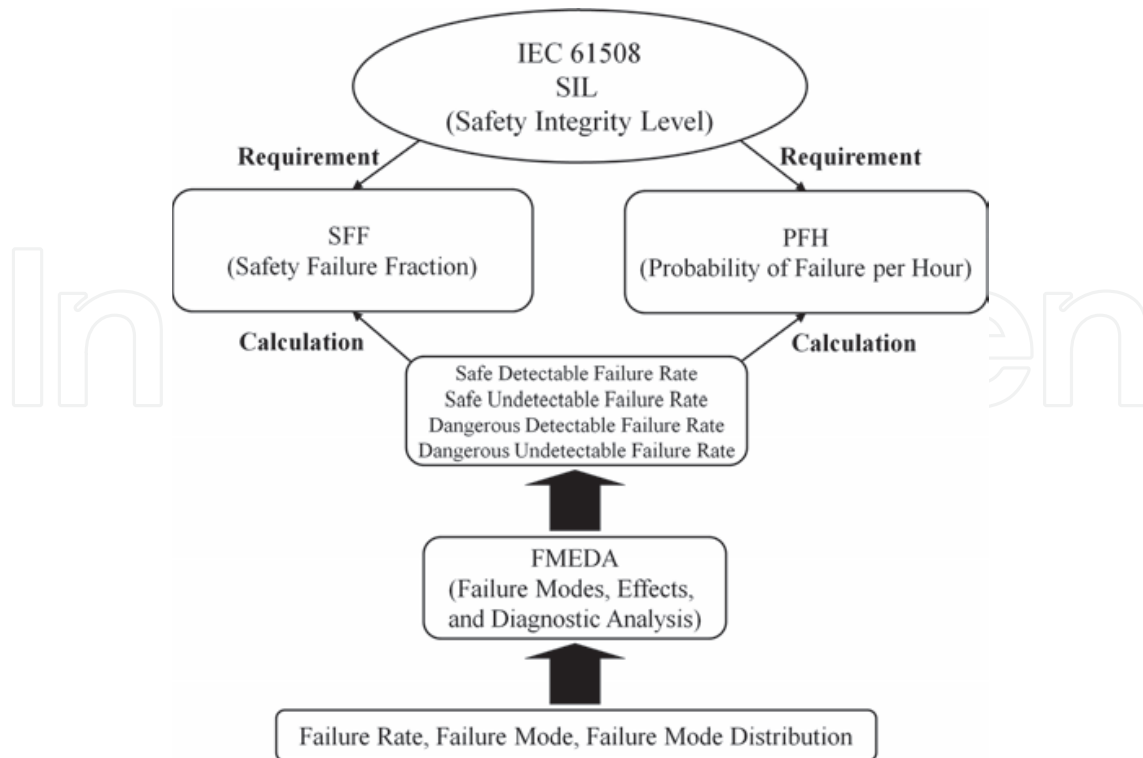 IEC 61508
SIL
(Safety Integrity Level)
Requirement
Requirement
SFF
(Safety Failure Fraction)
PFH
(Probability of Failure per Hour)
Calculation
Calculation
Safe Detectable Failure Rate
Safe Undetectable Failure Rate
Dangerous Detectable Failure Rate
Dangerous Undetectable Failure Rate
FMEDA
(Failure Modes, Effects,
and Diagnostic Analysis)
Failure Rate, Failure Mode, Failure Mode Distribution
In
en